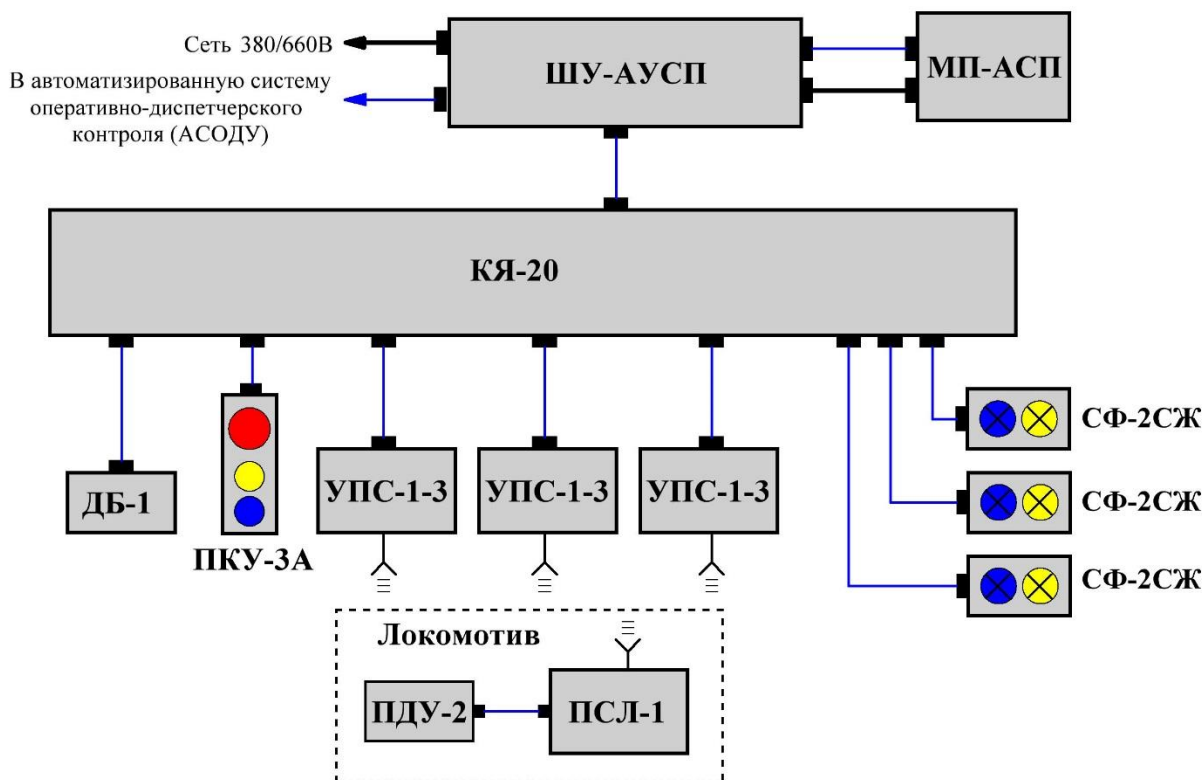 Сеть 380/660В
В автоматизированную систему
оперативно-диспетчерского
контроля (АСОДУ)
ШУ-АУСП
МП-АСП
КЯ-20
ДБ-1
ПКУ-3А
УПС-1-3
УПС-1-3
УПС-1-3
СФ-2СЖ
СФ-2СЖ
СФ-2СЖ
Локомотив
ПДУ-2
ПСЛ-1